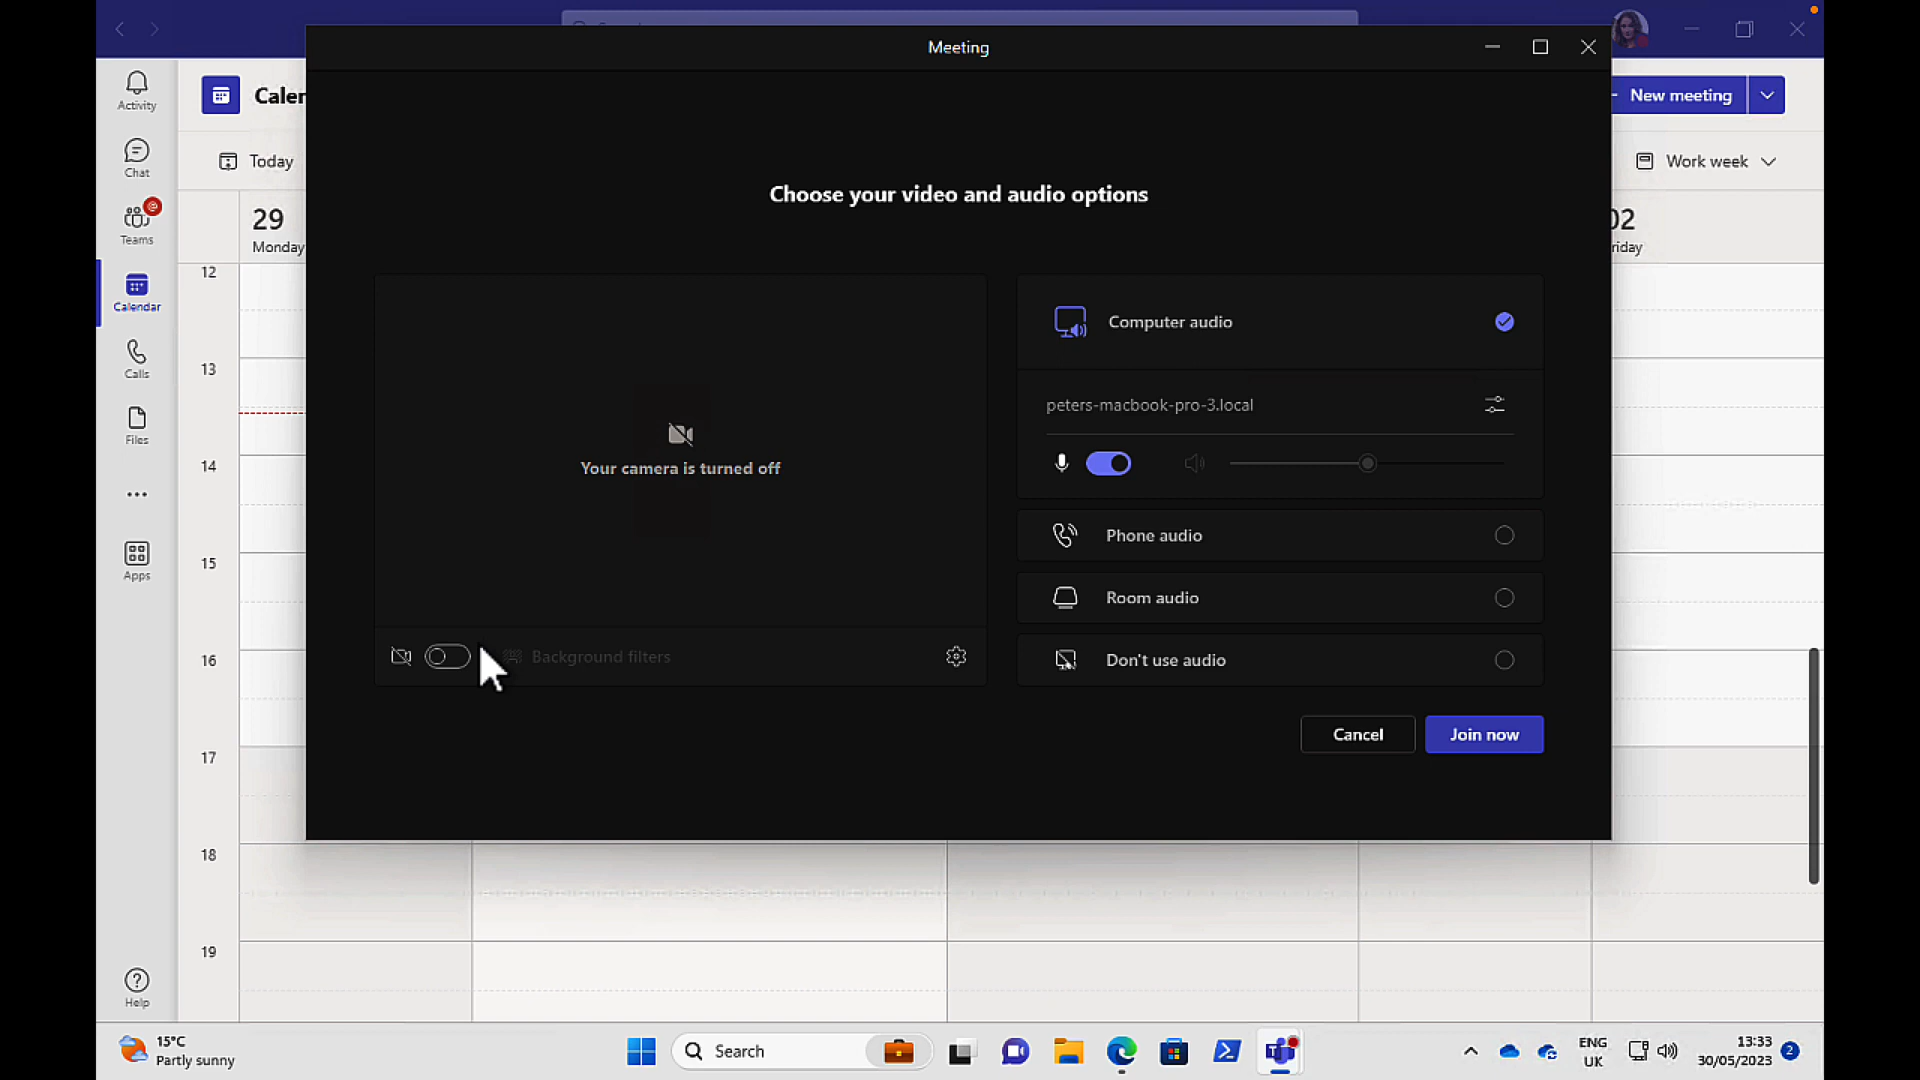 Meeting
Activity
Chat
Teams
Calendar
Calls
Files
Apps
Help
Caler
New meeting
Today
Work week
29
Monday
02
riday
12
13
14
15
16
17
18
19
Choose your video and audio options
Your camera is turned off
Background filters
Computer audio
peters-macbook-pro-3.local
Phone audio
Room audio
Don't use audio
Cancel
Join now
15°C
Partly sunny
Search
ENG
UK
13:33
30/05/2023
2